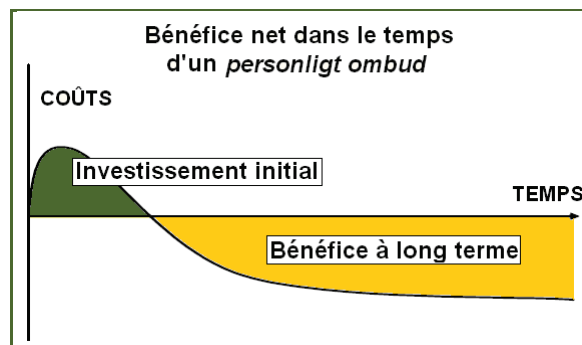 Bénéfice net dans le temps
d'un personligt ombud
COÛTS
Investissement initial
TEMPS
Bénéfice à long terme